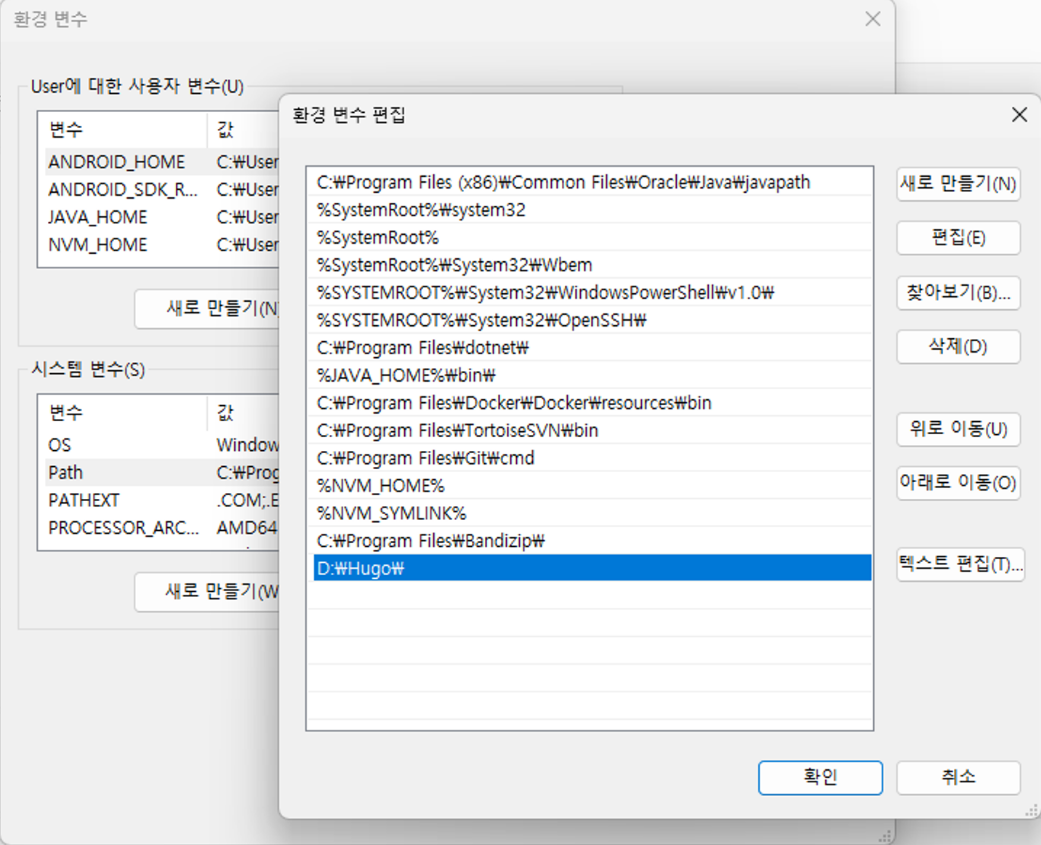 환경 변수
User에 대한 사용자 변수(U)
변수 값
ANDROID_HOME C:₩User
ANDROID_SDK_R... C:₩User
JAVA_HOME C:₩User
NVM_HOME C:₩User
새로 만들기(N)
시스템 변수(S)
변수 값
OS Window
Path C:₩Prog
PATHEXT .COM;.E
PROCESSOR_ARC... AMD64
새로 만들기(W
환경 변수 편집
C:₩Program Files (x86)₩Common Files₩Oracle₩Java₩javapath
%SystemRoot%₩system32
%SystemRoot%
%SystemRoot%₩System32₩Wbem
%SYSTEMROOT%₩System32₩WindowsPowerShell₩v1.0₩
%SYSTEMROOT%₩System32₩OpenSSH₩
C:₩Program Files₩dotnet₩
%JAVA_HOME%₩bin₩
C:₩Program Files₩Docker₩Docker₩resources₩bin
C:₩Program Files₩TortoiseSVN₩bin
C:₩Program Files₩Git₩cmd
%NVM_HOME%
%NVM_SYMLINK%
C:₩Program Files₩Bandizip₩
D:₩Hugo₩
새로 만들기(N)
편집(E)
찾아보기(B)...
삭제(D)
위로 이동(U)
아래로 이동(O)
텍스트 편집(T)...
확인
취소